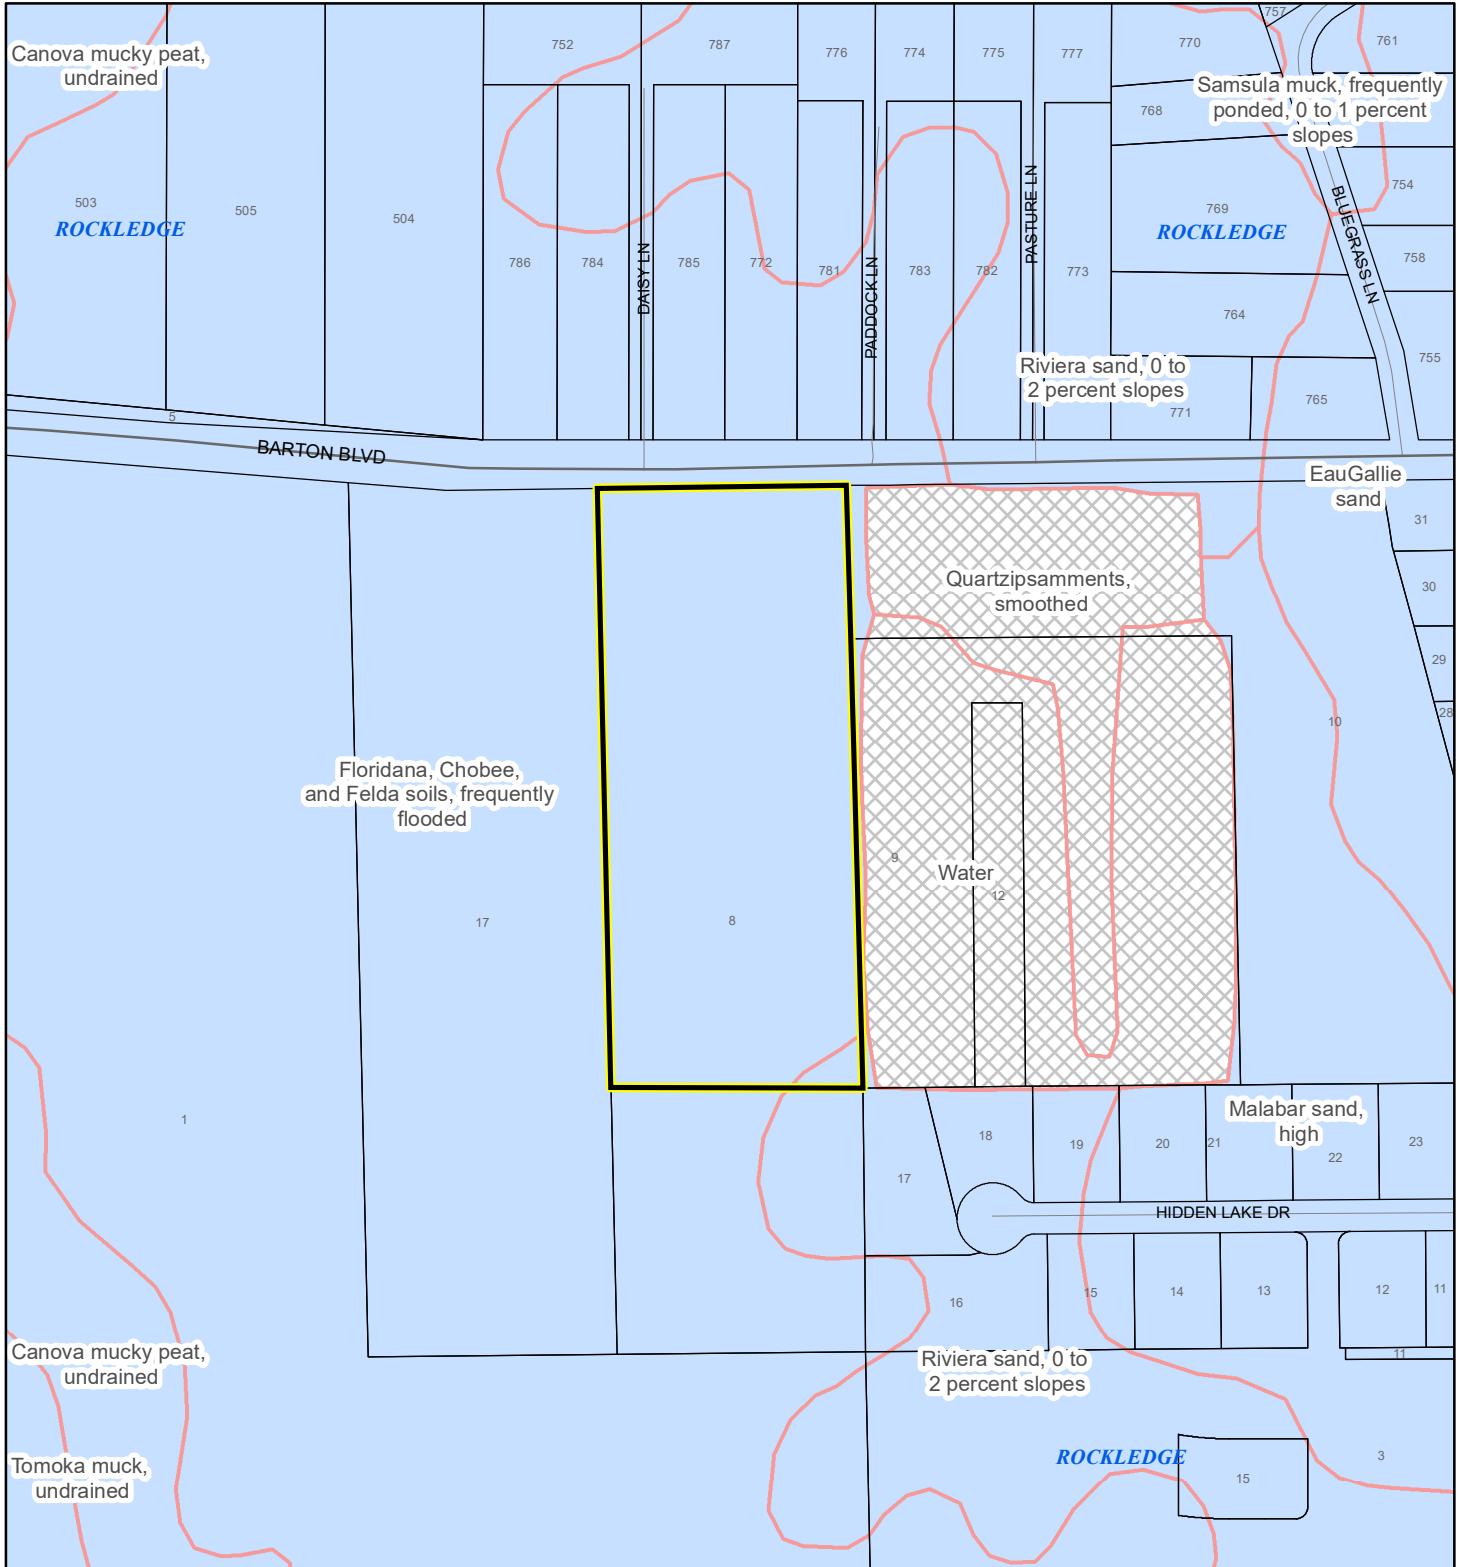 757
752
787
776
774
775
777
770
761
Canova mucky peat,
undrained
Samsula muck, frequently
ponded, 0 to 1 percent
slopes
768
754
503
ROCKLEDGE
505
504
769
ROCKLEDGE
BLUEGRASS LN
758
786
784
DAISY LN
785
772
781
PADDOCK LN
783
782
PASTURE LN
773
764
755
Riviera sand, 0 to
2 percent slopes
771
765
5
BARTON BLVD
EauGallie
sand
31
30
29
28
Quartzipsamments,
smoothed
10
Floridana, Chobee,
and Felda soils, frequently
flooded
9
Water
12
17
8
1
18
19
20
21
Malabar sand,
high
22
23
17
HIDDEN LAKE DR
16
15
14
13
12
11
11
Canova mucky peat,
undrained
Riviera sand, 0 to
2 percent slopes
ROCKLEDGE
3
15
Tomoka muck,
undrained